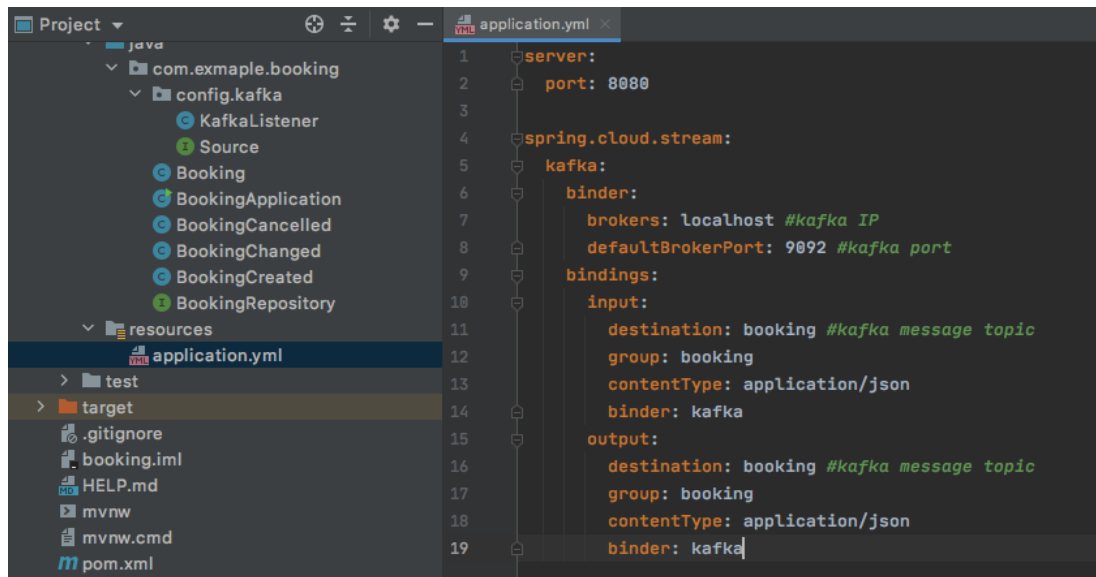 Project
java
com.exmaple.booking
config.kafka
KafkaListener
Source
Booking
BookingApplication
BookingCancelled
BookingChanged
BookingCreated
BookingRepository
resources
application.yml
test
target
.gitignore
booking.iml
HELP.md
mvnw
mvnw.cmd
pom.xml
application.yml
1 server:
2   port: 8080
3
4 spring.cloud.stream:
5   kafka:
6     binder:
7       brokers: localhost #kafka IP
8       defaultBrokerPort: 9092 #kafka port
9     bindings:
10       input:
11         destination: booking #kafka message topic
12         group: booking
13         contentType: application/json
14         binder: kafka
15       output:
16         destination: booking #kafka message topic
17         group: booking
18         contentType: application/json
19         binder: kafka